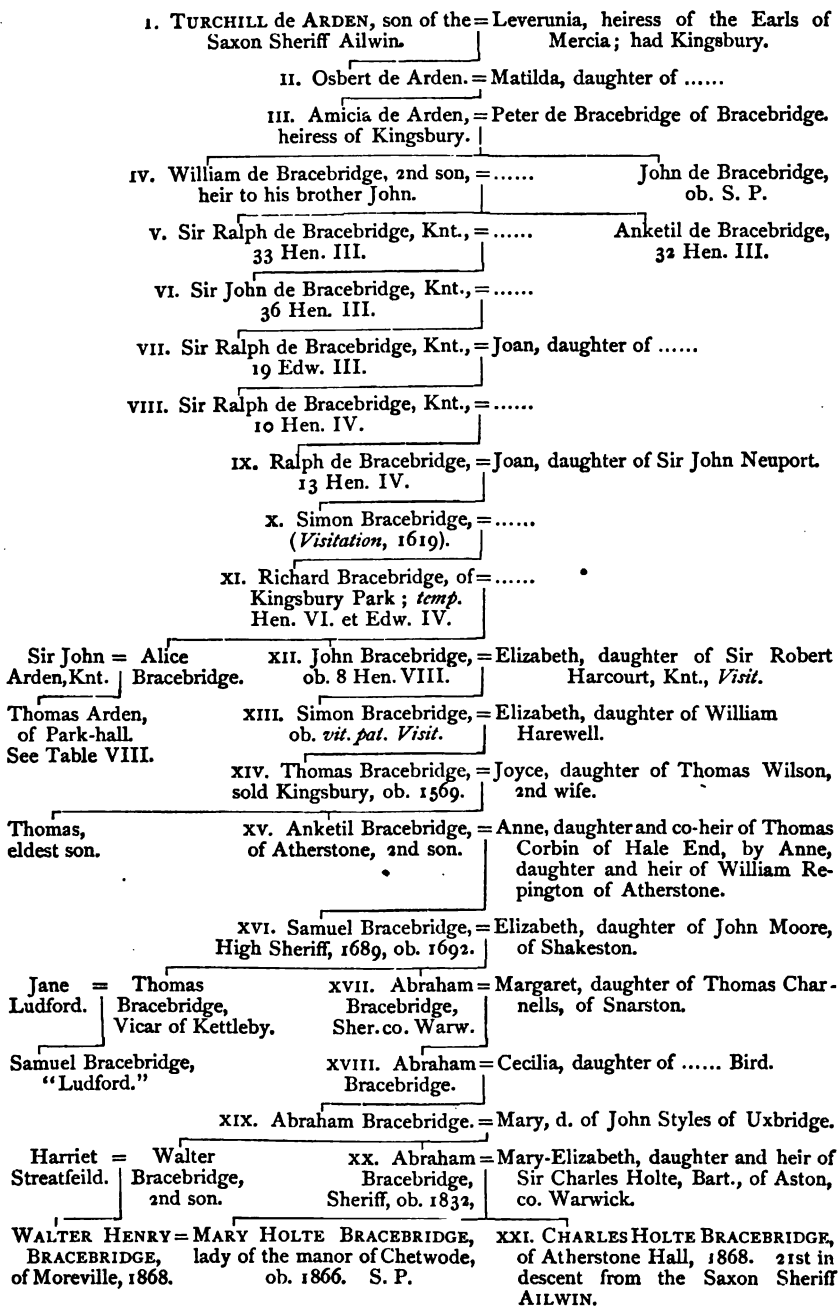 I. TURCHILL de ARDEN, son of the = Leverunia, heiress of the Earls of
Saxon Sheriff Ailwin. Mercia; had Kingsbury.
II. Osbert de Arden. = Matilda, daughter of ......
III. Amicia de Arden, = Peter de Bracebridge of Bracebridge.
heiress of Kingsbury.
IV. William de Bracebridge, 2nd son, = ...... John de Bracebridge,
heir to his brother John. ob. S. P.
V. Sir Ralph de Bracebridge, Knt., = ...... Anketil de Bracebridge,
33 Hen. III. 32 Hen. III.
VI. Sir John de Bracebridge, Knt., = ......
36 Hen. III.
VII. Sir Ralph de Bracebridge, Knt., = Joan, daughter of ......
19 Edw. III.
VIII. Sir Ralph de Bracebridge, Knt., = ......
10 Hen. IV.
IX. Ralph de Bracebridge, = Joan, daughter of Sir John Neuport.
13 Hen. IV.
X. Simon Bracebridge, = ......
(Visitation, 1619).
XI. Richard Bracebridge, of = ......
Kingsbury Park; temp.
Hen. VI. et Edw. IV.
Sir John = Alice XII. John Bracebridge, = Elizabeth, daughter of Sir Robert
Arden, Knt. Bracebridge. ob. 8 Hen. VIII. Harcourt, Knt., Visit.
Thomas Arden, XIII. Simon Bracebridge, = Elizabeth, daughter of William
of Park-hall. ob. vit. pat. Visit. Harewell.
See Table VIII.
XIV. Thomas Bracebridge, = Joyce, daughter of Thomas Wilson,
sold Kingsbury, ob. 1569. 2nd wife.
Thomas, XV. Anketil Bracebridge, = Anne, daughter and co-heir of Thomas
eldest son. of Atherstone, 2nd son. Corbin of Hale End, by Anne,
daughter and heir of William Re-
pington of Atherstone.
XVI. Samuel Bracebridge, = Elizabeth, daughter of John Moore,
High Sheriff, 1689, ob. 1692. of Shakeston.
Jane = Thomas XVII. Abraham = Margaret, daughter of Thomas Char-
Ludford. Bracebridge, Bracebridge, nells, of Snarston.
Vicar of Kettleby. Sher. co. Warw.
Samuel Bracebridge, XVIII. Abraham = Cecilia, daughter of ...... Bird.
"Ludford." Bracebridge.
XIX. Abraham Bracebridge. = Mary, d. of John Styles of Uxbridge.
Harriet = Walter XX. Abraham = Mary-Elizabeth, daughter and heir of
Streatfeild. Bracebridge, Bracebridge, Sir Charles Holte, Bart., of Aston,
2nd son. Sheriff, ob. 1832, co. Warwick.
WALTER HENRY = MARY HOLTE BRACEBRIDGE, XXI. CHARLES HOLTE BRACEBRIDGE,
BRACEBRIDGE, lady of the manor of Chetwode, of Atherstone Hall, 1868. 21st in
of Moreville, 1868. ob. 1866. S. P. descent from the Saxon Sheriff
AILWIN.